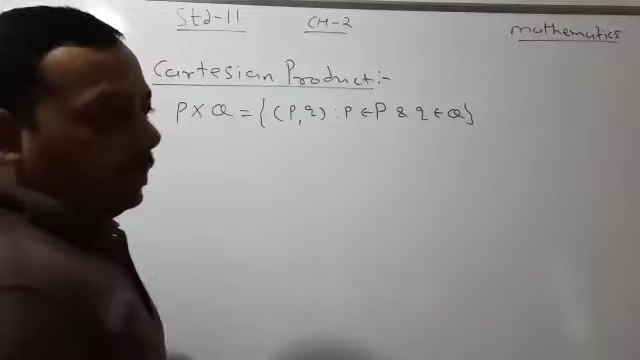 Std-11 CH-2 mathematics
Cartesian Product:-
P X Q = { (P, q) : P ∈ P & q ∈ Q }